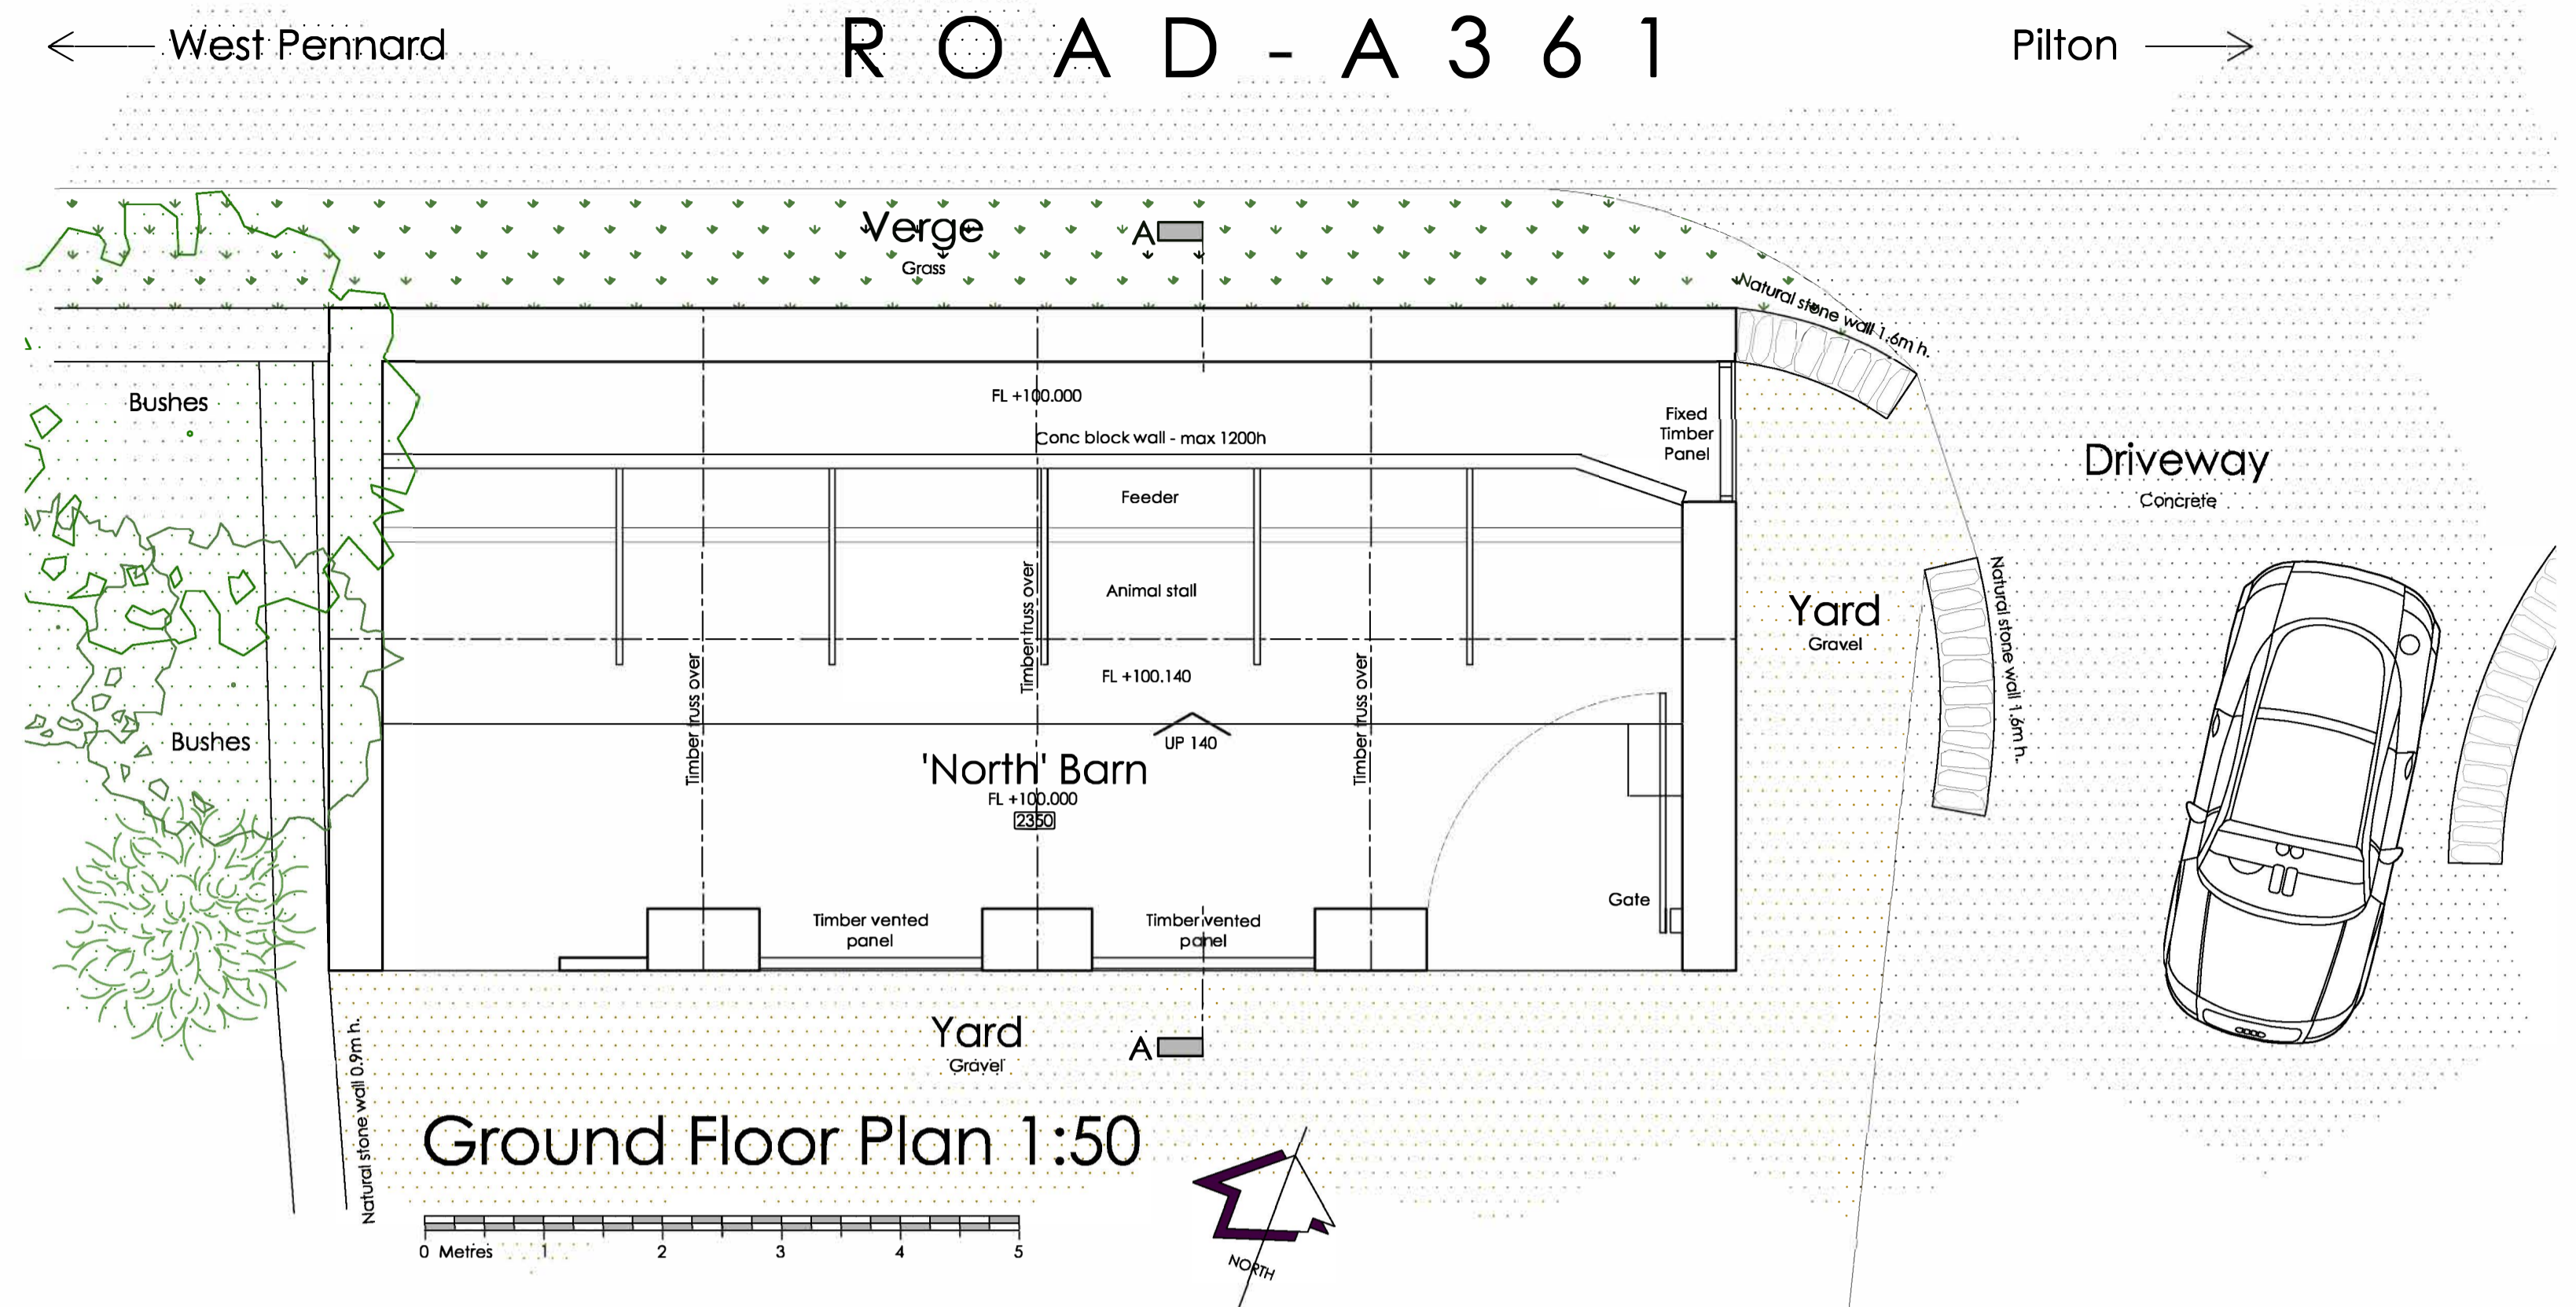 West Pennard
ROAD - A361
Pilton
Verge
Grass
A
Natural stone wall 1.6m h.
Bushes
FL +100.000
Conc block wall - max 1200h
Fixed
Timber
Panel
Driveway
Concrete
Feeder
Animal stall
Timber truss over
Timber truss over
Timber truss over
FL +100.140
Yard
Gravel
Natural stone wall 1.6m h.
Bushes
UP 140
'North' Barn
FL +100.000
2350
Gate
Timber vented
panel
Timber vented
panel
Yard
Gravel
A
Natural stone wall 0.9m h.
Ground Floor Plan 1:50
0 Metres 1 2 3 4 5
NORTH